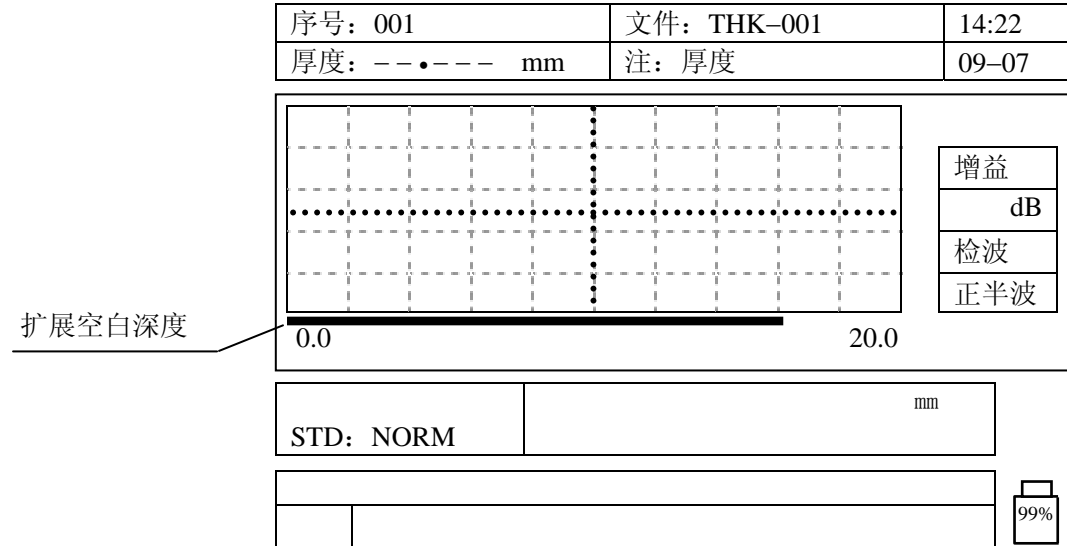 序号：001 文件：THK–001 14:22
厚度：– – • – – – mm 注：厚度 09–07
增益
dB
检波
正半波
扩展空白深度
0.0 20.0
mm
STD：NORM
99%